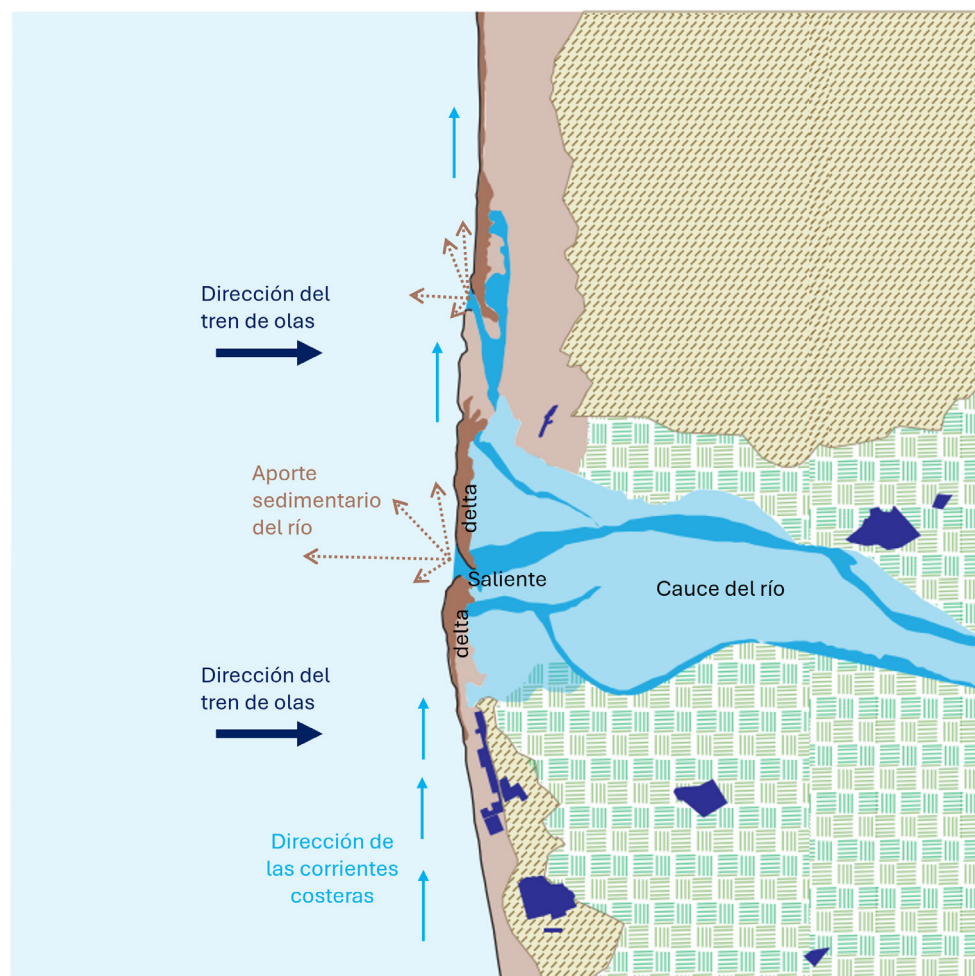 Dirección del
tren de olas
Aporte
sedimentario
del río
delta
Saliente
Cauce del río
delta
Dirección del
tren de olas
Dirección de
las corrientes
costeras